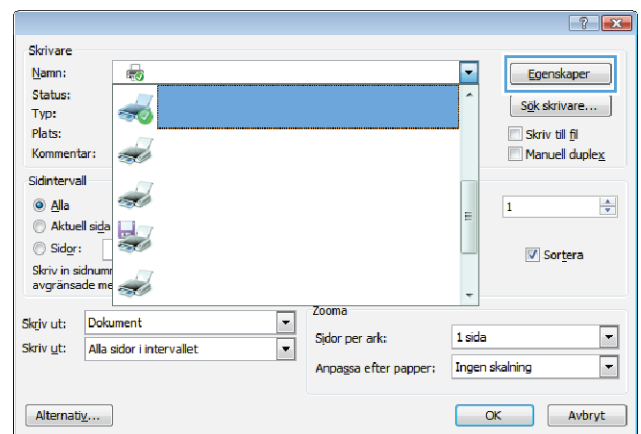 Skrivare
Namn:
Egenskaper
Status:
Typ:
Sök skrivare...
Plats:
Skriv till fil
Kommentar:
Manuell duplex
Sidintervall
Alla
1
Aktuell sida
Sidor:
Sortera
Skriv in sidnumr
avgränsade me
Skriv ut:
Dokument
Zooma
Sidor per ark:
1 sida
Skriv ut:
Alla sidor i intervallet
Anpassa efter papper:
Ingen skalning
Alternativ...
OK
Avbryt